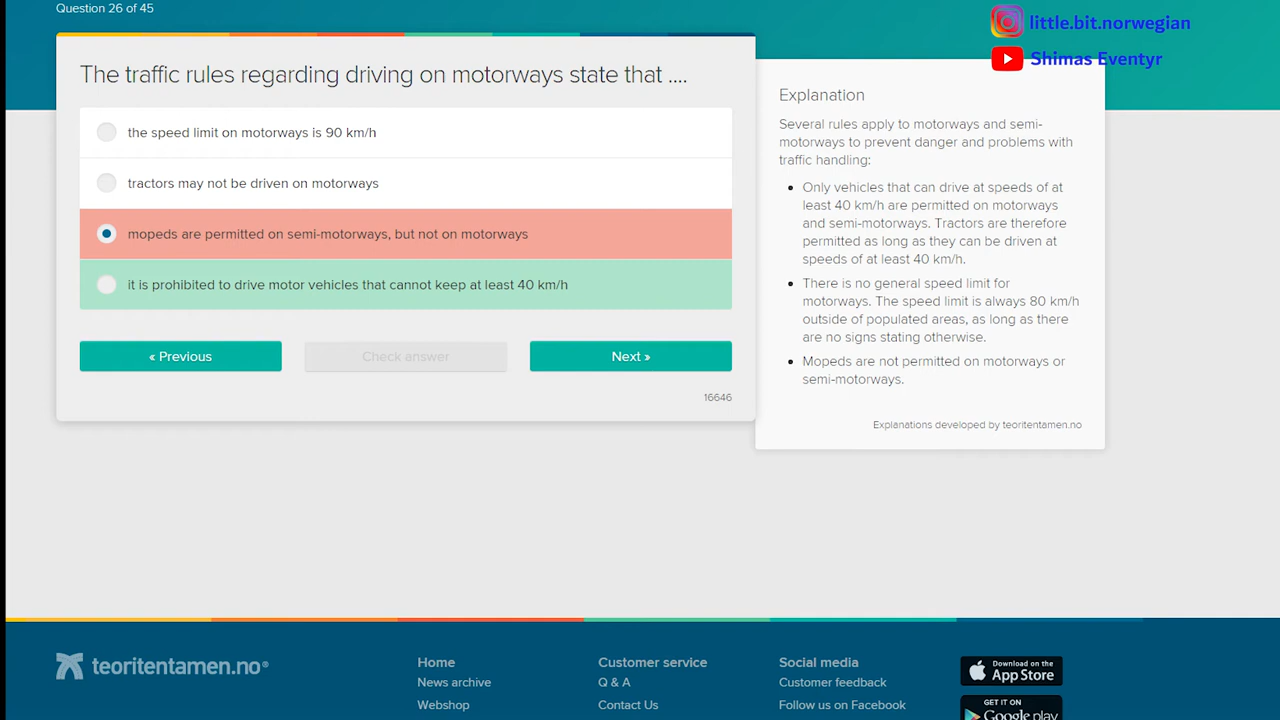 Question 26 of 45
little.bit.norwegian
Shimas Eventyr
The traffic rules regarding driving on motorways state that ....
the speed limit on motorways is 90 km/h
tractors may not be driven on motorways
mopeds are permitted on semi-motorways, but not on motorways
it is prohibited to drive motor vehicles that cannot keep at least 40 km/h
« Previous
Check answer
Next »
16646
Explanation
Several rules apply to motorways and semi-
motorways to prevent danger and problems with
traffic handling:
• Only vehicles that can drive at speeds of at
least 40 km/h are permitted on motorways
and semi-motorways. Tractors are therefore
permitted as long as they can be driven at
speeds of at least 40 km/h.
• There is no general speed limit for
motorways. The speed limit is always 80 km/h
outside of populated areas, as long as there
are no signs stating otherwise.
• Mopeds are not permitted on motorways or
semi-motorways.
Explanations developed by teoritentamen.no
teoritentamen.no®
Home
News archive
Webshop
Customer service
Q & A
Contact Us
Social media
Customer feedback
Follow us on Facebook
Download on the
App Store
GET IT ON
Google play